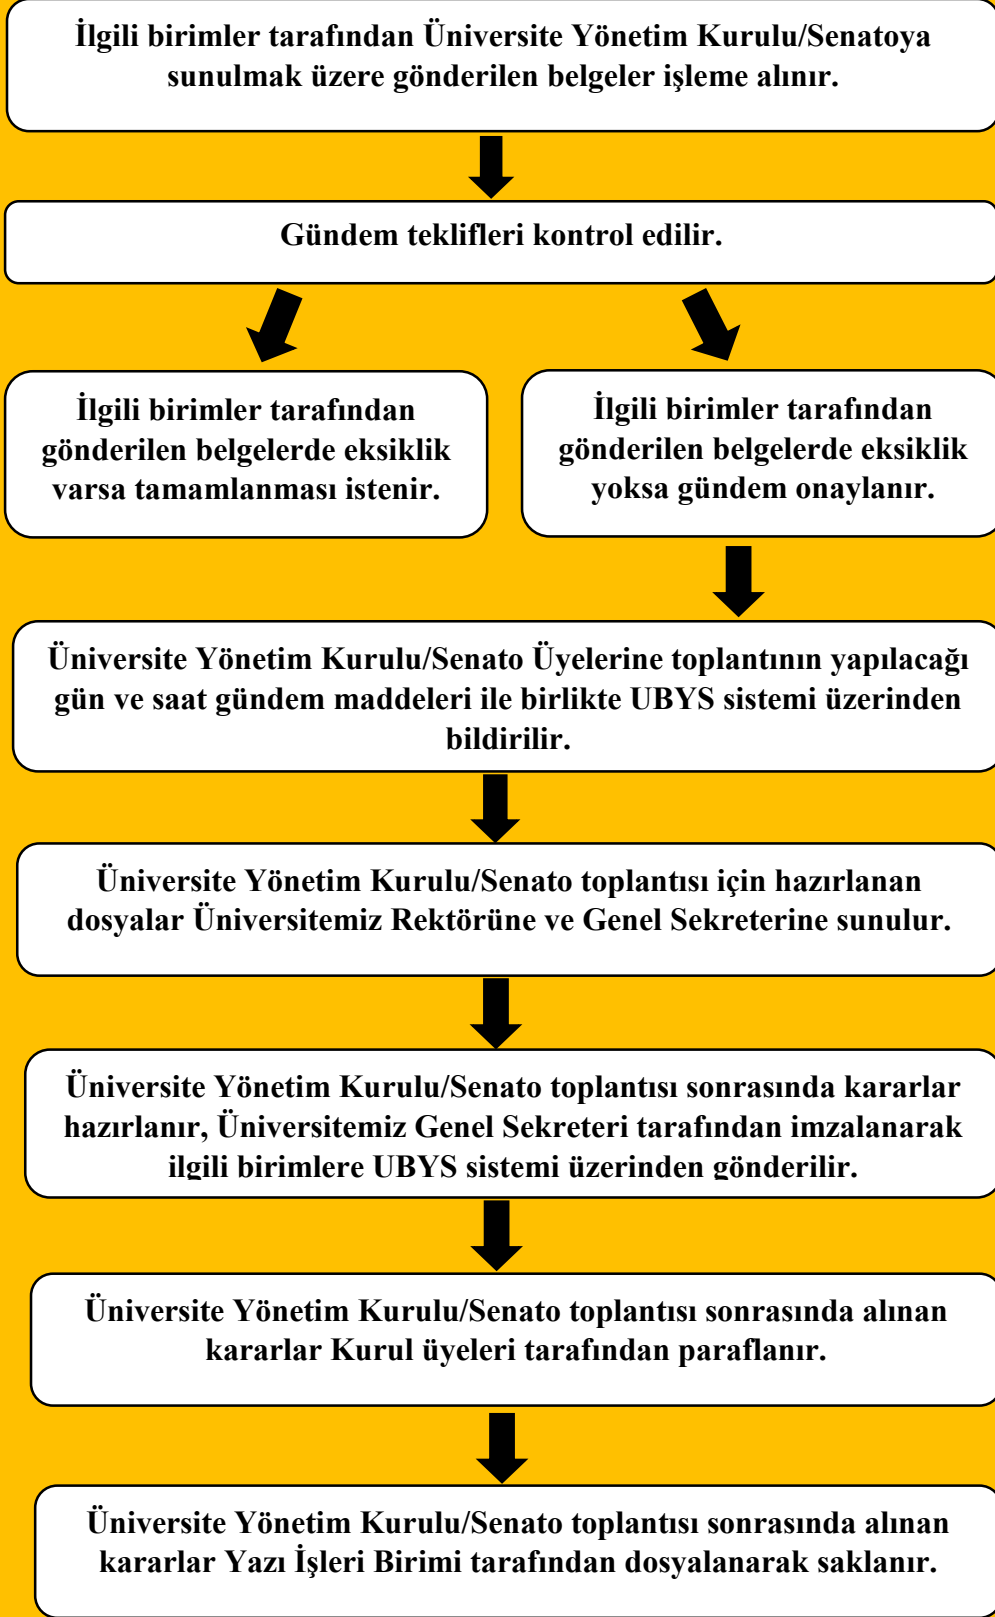 İlgili birimler tarafından Üniversite Yönetim Kurulu/Senatoya
sunulmak üzere gönderilen belgeler işleme alınır.
Gündem teklifleri kontrol edilir.
İlgili birimler tarafından
gönderilen belgelerde eksiklik
varsa tamamlanması istenir.
İlgili birimler tarafından
gönderilen belgelerde eksiklik
yoksa gündem onaylanır.
Üniversite Yönetim Kurulu/Senato Üyelerine toplantının yapılacağı
gün ve saat gündem maddeleri ile birlikte UBYS sistemi üzerinden
bildirilir.
Üniversite Yönetim Kurulu/Senato toplantısı için hazırlanan
dosyalar Üniversitemiz Rektörüne ve Genel Sekreterine sunulur.
Üniversite Yönetim Kurulu/Senato toplantısı sonrasında kararlar
hazırlanır, Üniversitemiz Genel Sekreteri tarafından imzalanarak
ilgili birimlere UBYS sistemi üzerinden gönderilir.
Üniversite Yönetim Kurulu/Senato toplantısı sonrasında alınan
kararlar Kurul üyeleri tarafından paraflanır.
Üniversite Yönetim Kurulu/Senato toplantısı sonrasında alınan
kararlar Yazı İşleri Birimi tarafından dosyalanarak saklanır.